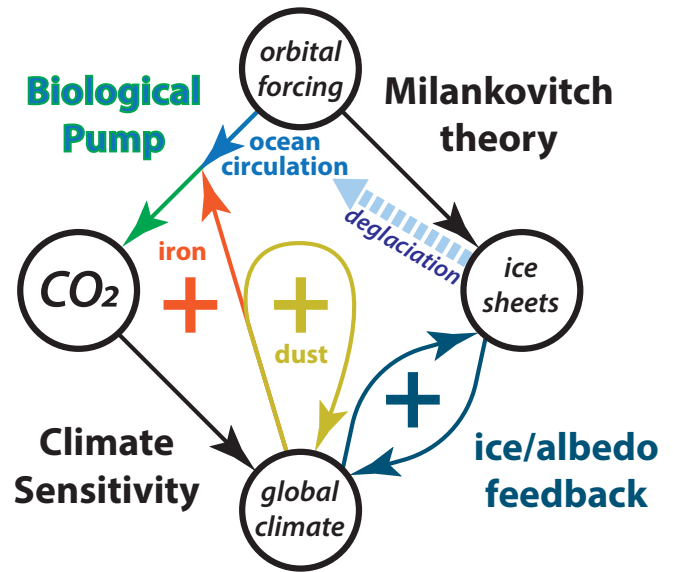 orbital
forcing
Biological
Pump
Milankovitch
theory
ocean
circulation
deglaciation
iron
+
CO2
ice
sheets
+
dust
+
Climate
Sensitivity
ice/albedo
feedback
global
climate